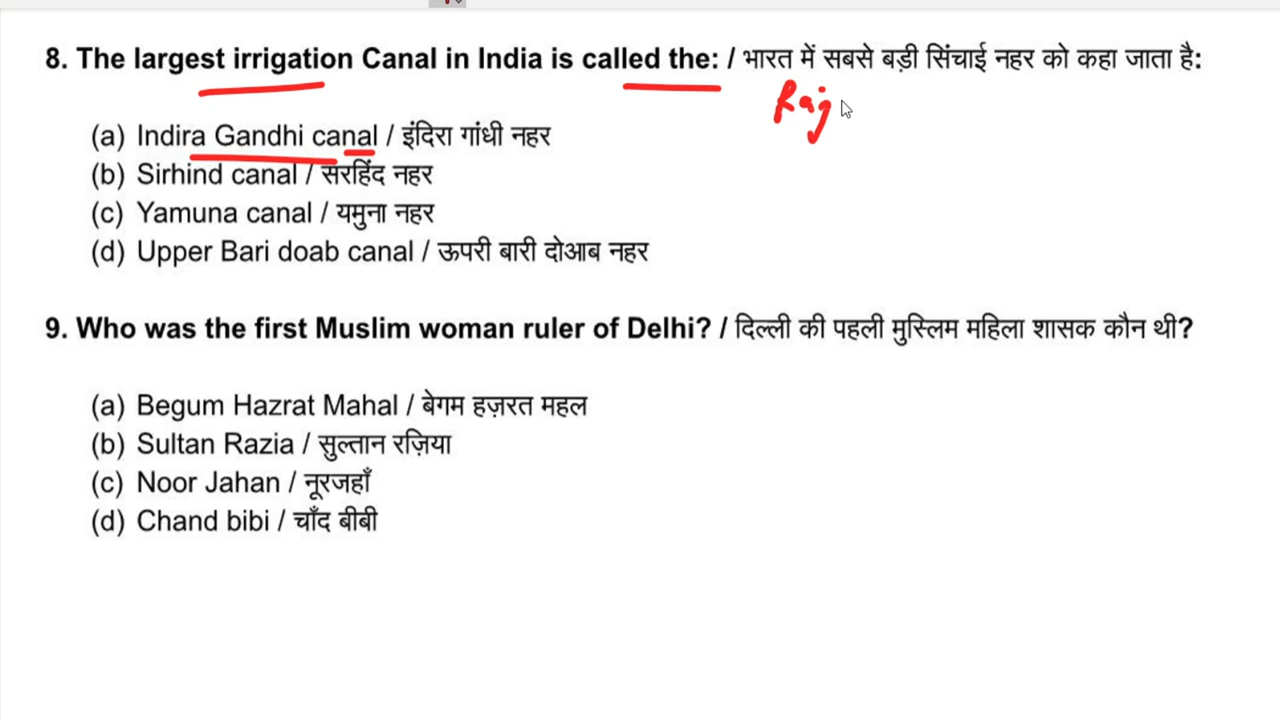 8. The largest irrigation Canal in India is called the: / भारत में सबसे बड़ी सिंचाई नहर को कहा जाता है:
Raj
(a) Indira Gandhi canal / इंदिरा गांधी नहर
(b) Sirhind canal / सरहिंद नहर
(c) Yamuna canal / यमुना नहर
(d) Upper Bari doab canal / ऊपरी बारी दोआब नहर
9. Who was the first Muslim woman ruler of Delhi? / दिल्ली की पहली मुस्लिम महिला शासक कौन थी?
(a) Begum Hazrat Mahal / बेगम हज़रत महल
(b) Sultan Razia / सुल्तान रज़िया
(c) Noor Jahan / नूरजहाँ
(d) Chand bibi / चाँद बीबी